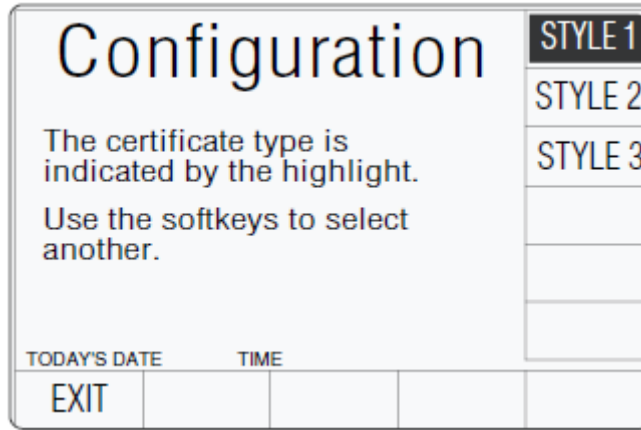 Configuration
The certificate type is
indicated by the highlight.
Use the softkeys to select
another.
TODAY'S DATE TIME
EXIT
STYLE 1
STYLE 2
STYLE 3